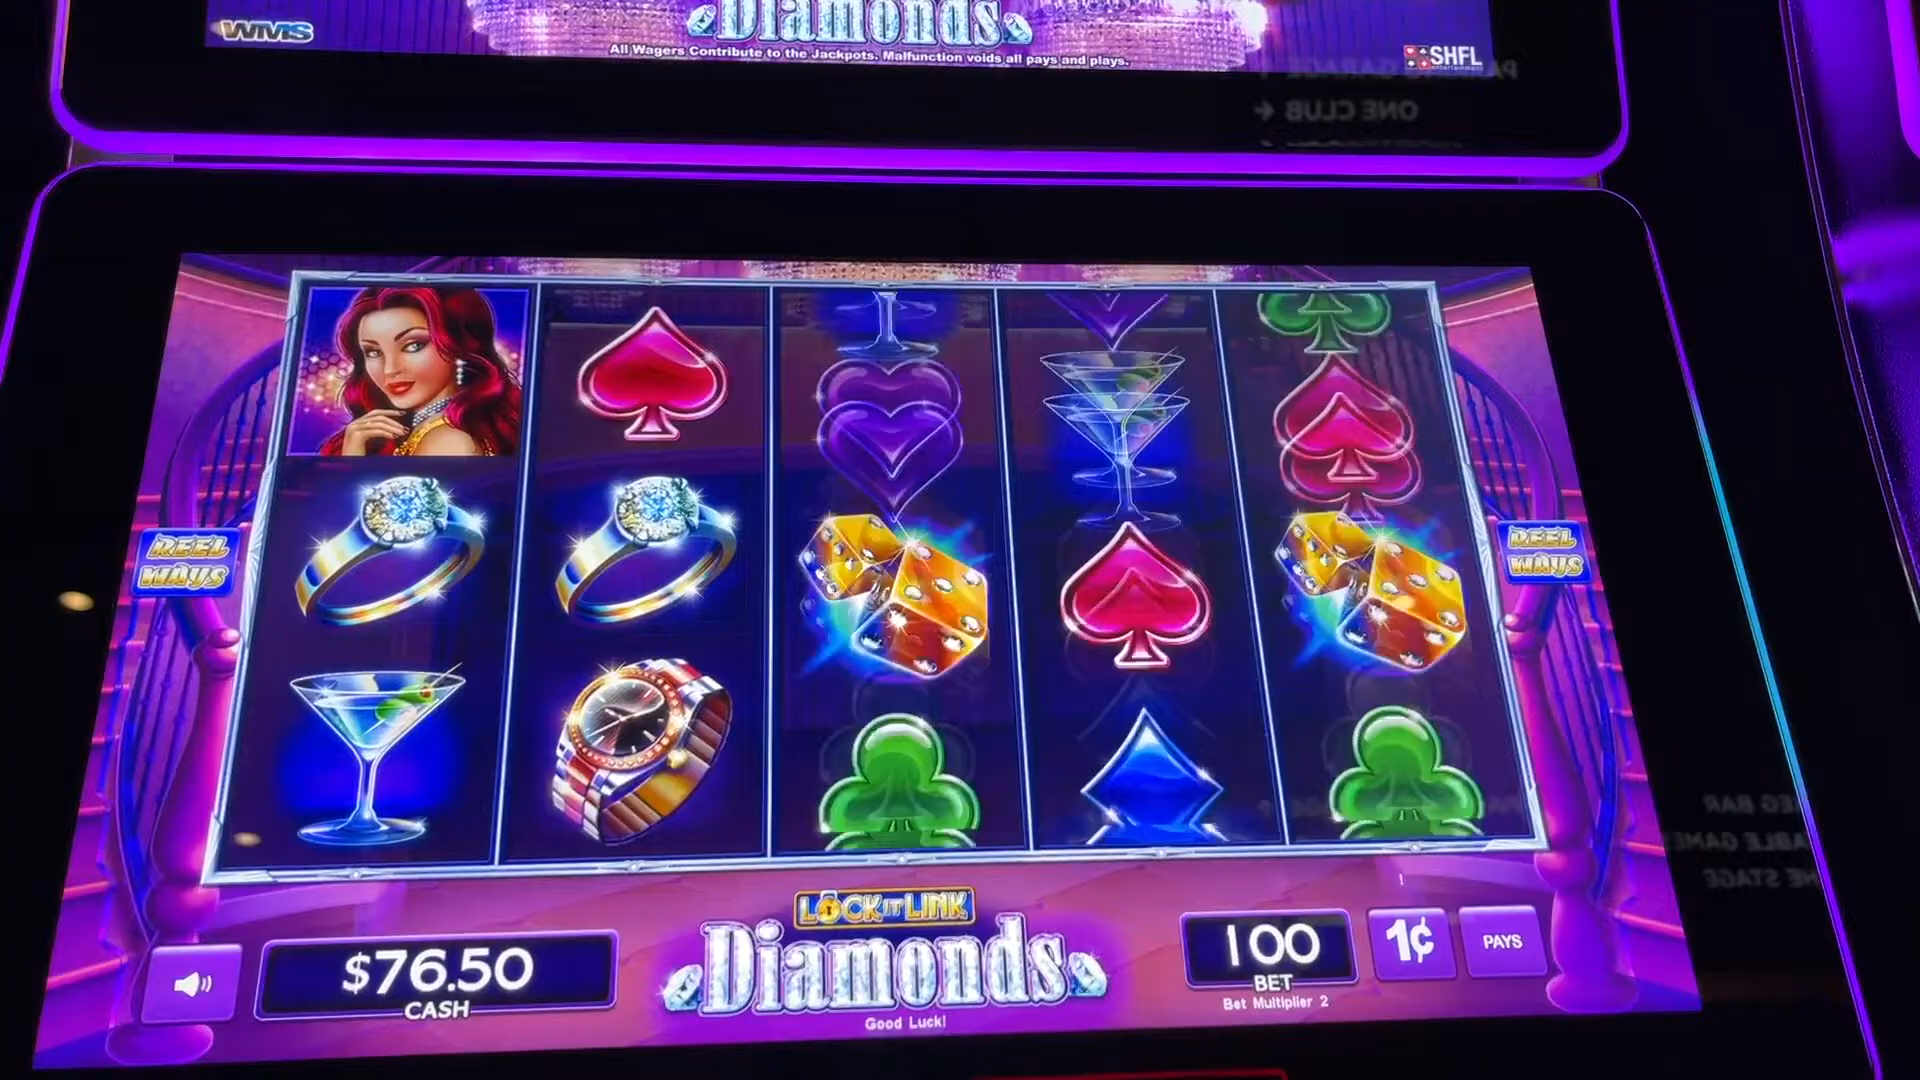 WMS
Diamonds
All Wagers Contribute to the Jackpots. Malfunction voids all pays and plays.
SHFL
entertainment
ONE CLUB
REEL
WAYS
REEL
WAYS
$76.50
CASH
LOCK IT LINK
Diamonds
Good Luck!
100
BET
Bet Multiplier 2
1¢
PAYS